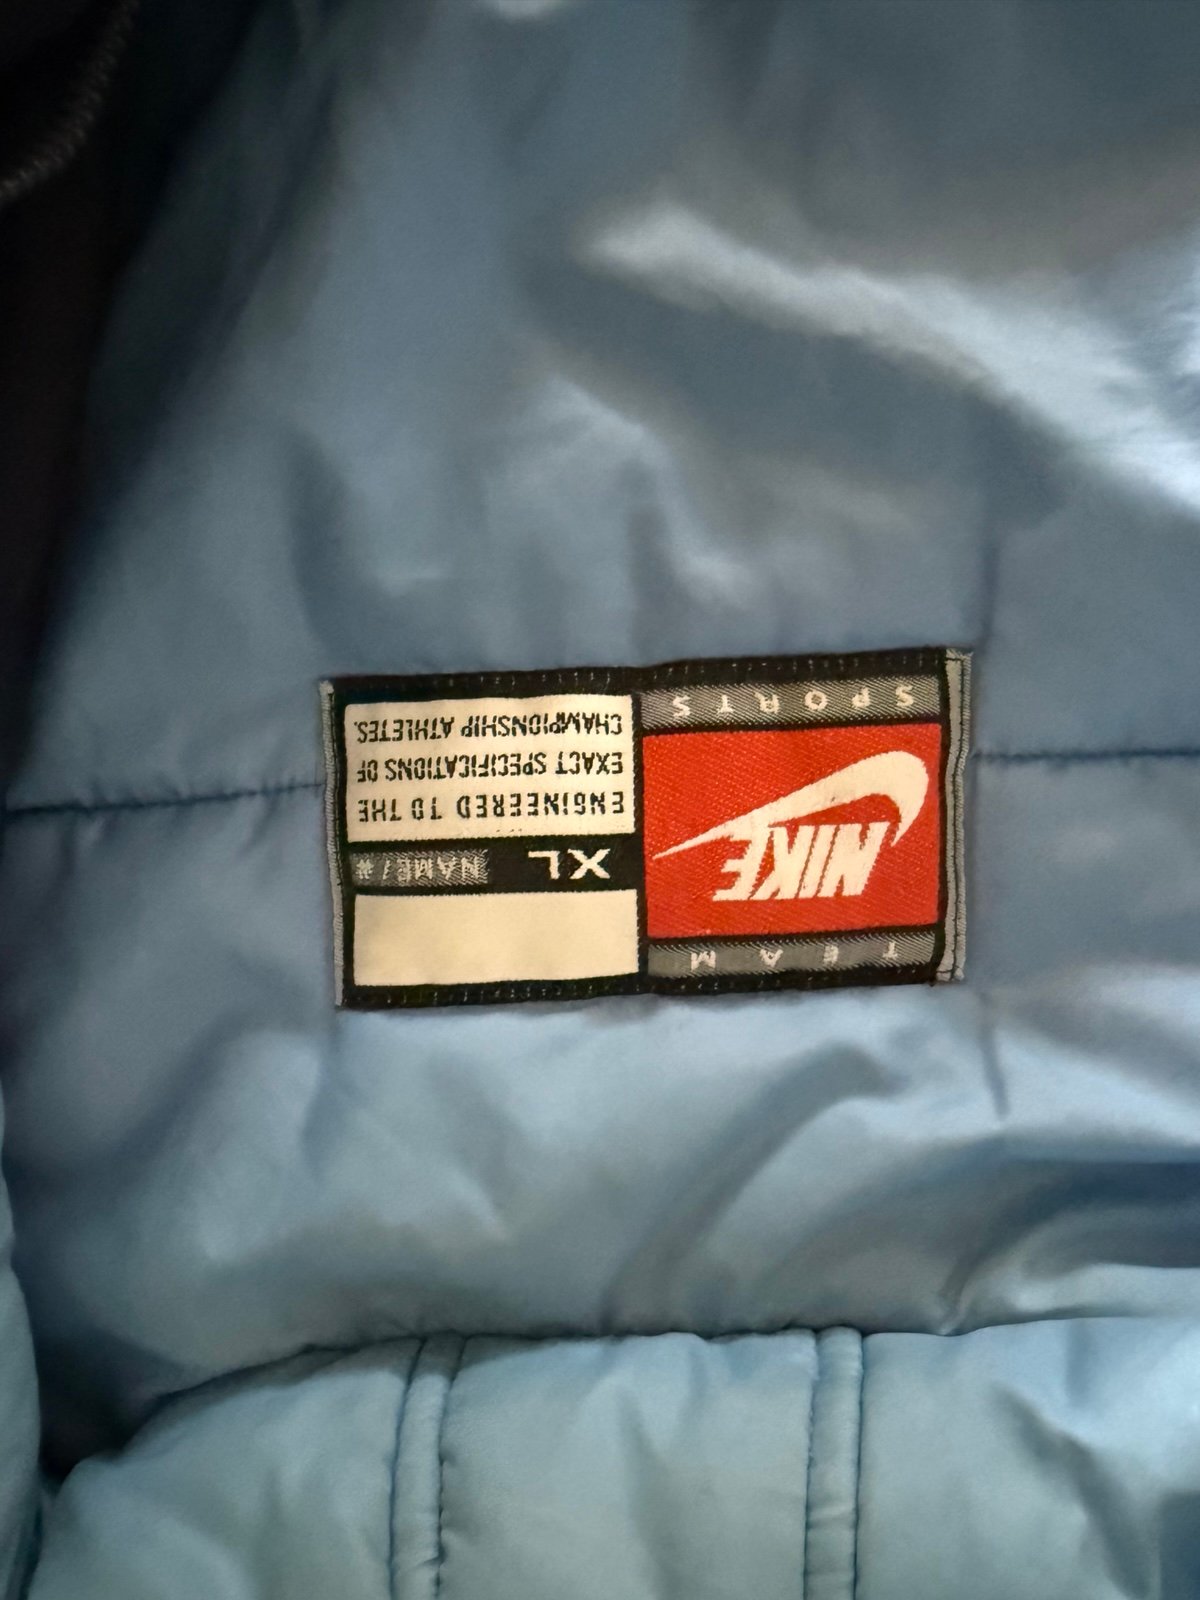 TEAM
NIKE
SPORTS
XL NAME/#
ENGINEERED TO THE
EXACT SPECIFICATIONS OF
CHAMPIONSHIP ATHLETES.